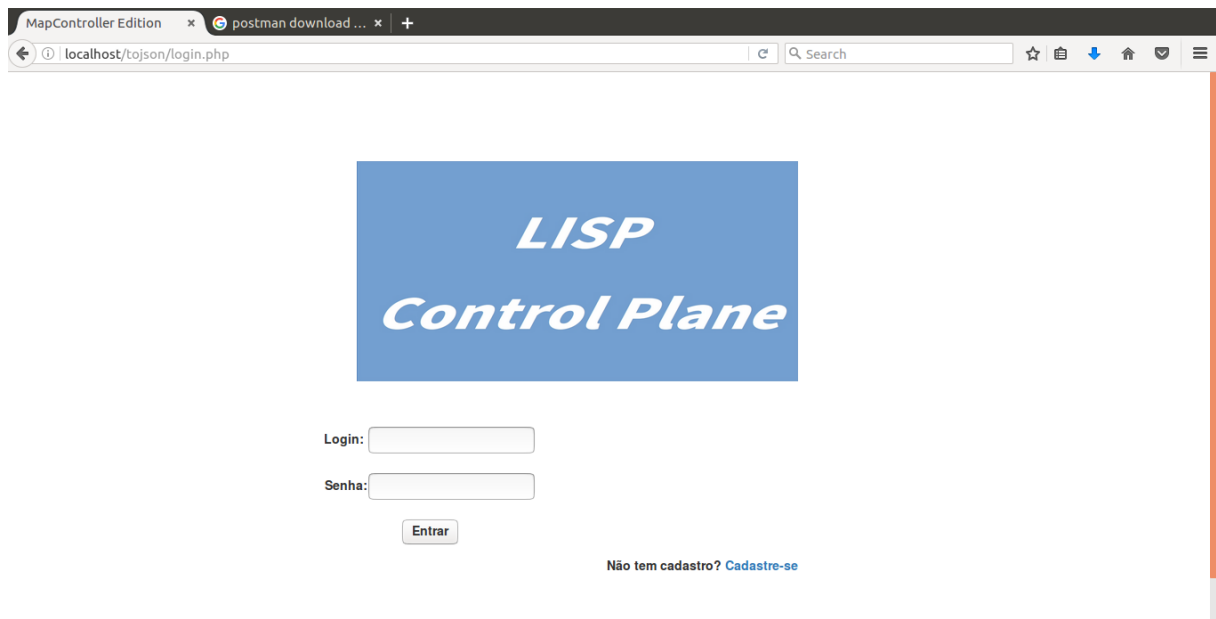 MapController Edition
postman download ...
localhost/tojson/login.php
Search
LISP
Control Plane
Login:
Senha:
Entrar
Não tem cadastro? Cadastre-se